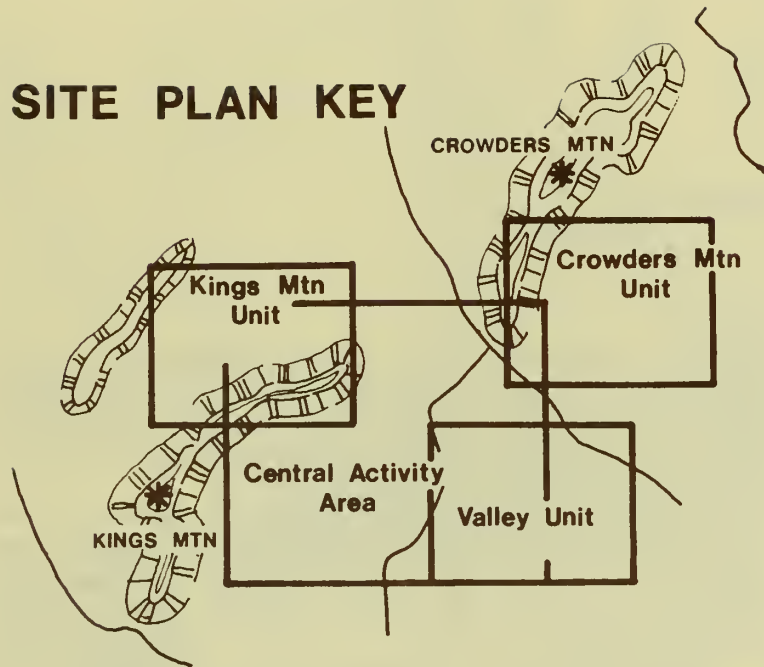 SITE PLAN KEY
CROWDERS MTN
Crowders Mtn
Unit
Kings Mtn
Unit
Central Activity
Area
Valley Unit
KINGS MTN